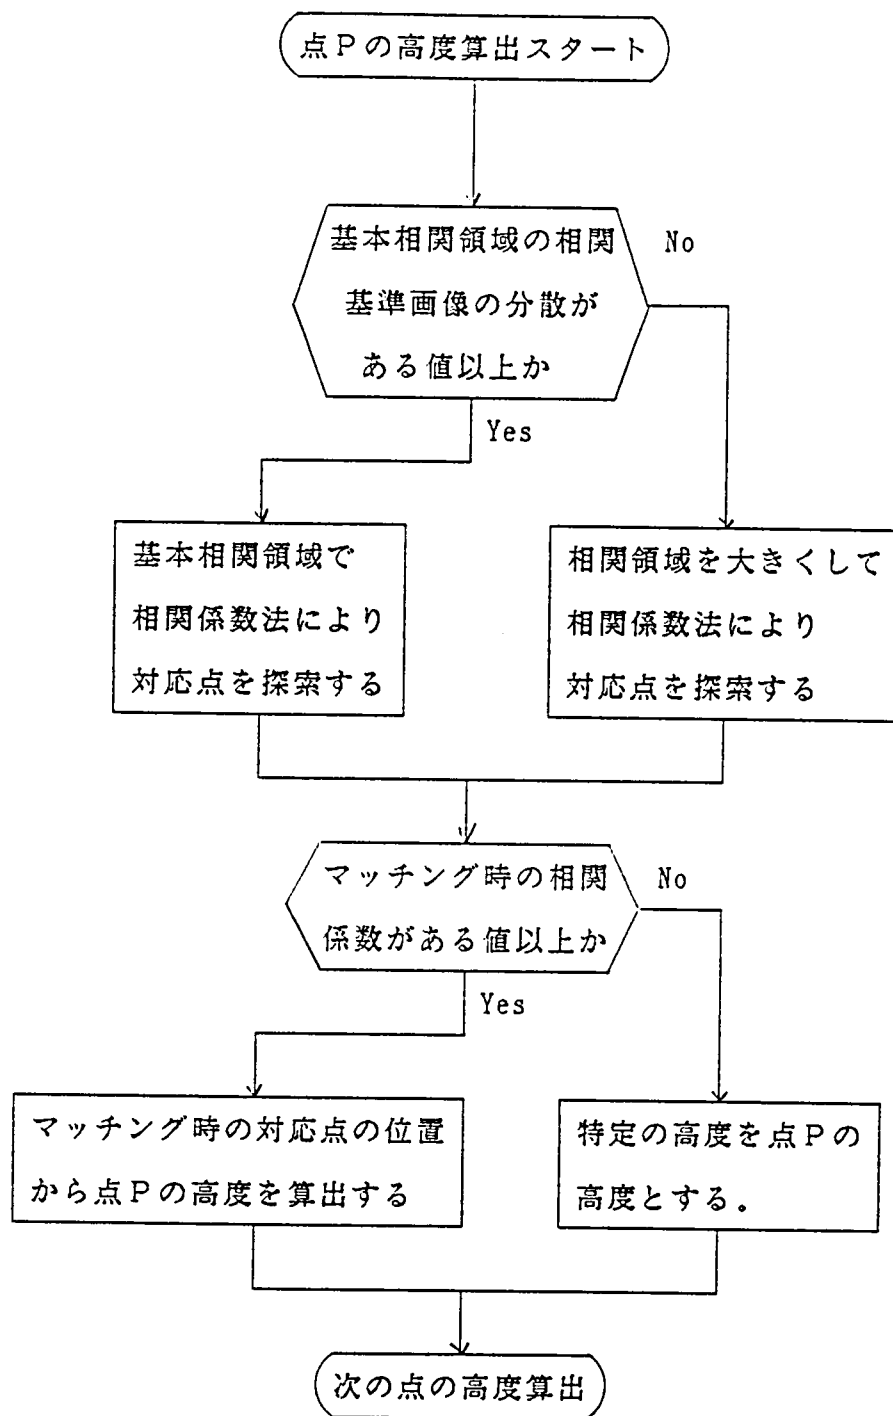 点Pの高度算出スタート
基本相関領域の相関
No
基準画像の分散が
ある値以上か
Yes
基本相関領域で
相関係数法により
対応点を探索する
相関領域を大きくして
相関係数法により
対応点を探索する
マッチング時の相関
No
係数がある値以上か
Yes
マッチング時の対応点の位置
から点Pの高度を算出する
特定の高度を点Pの
高度とする。
次の点の高度算出